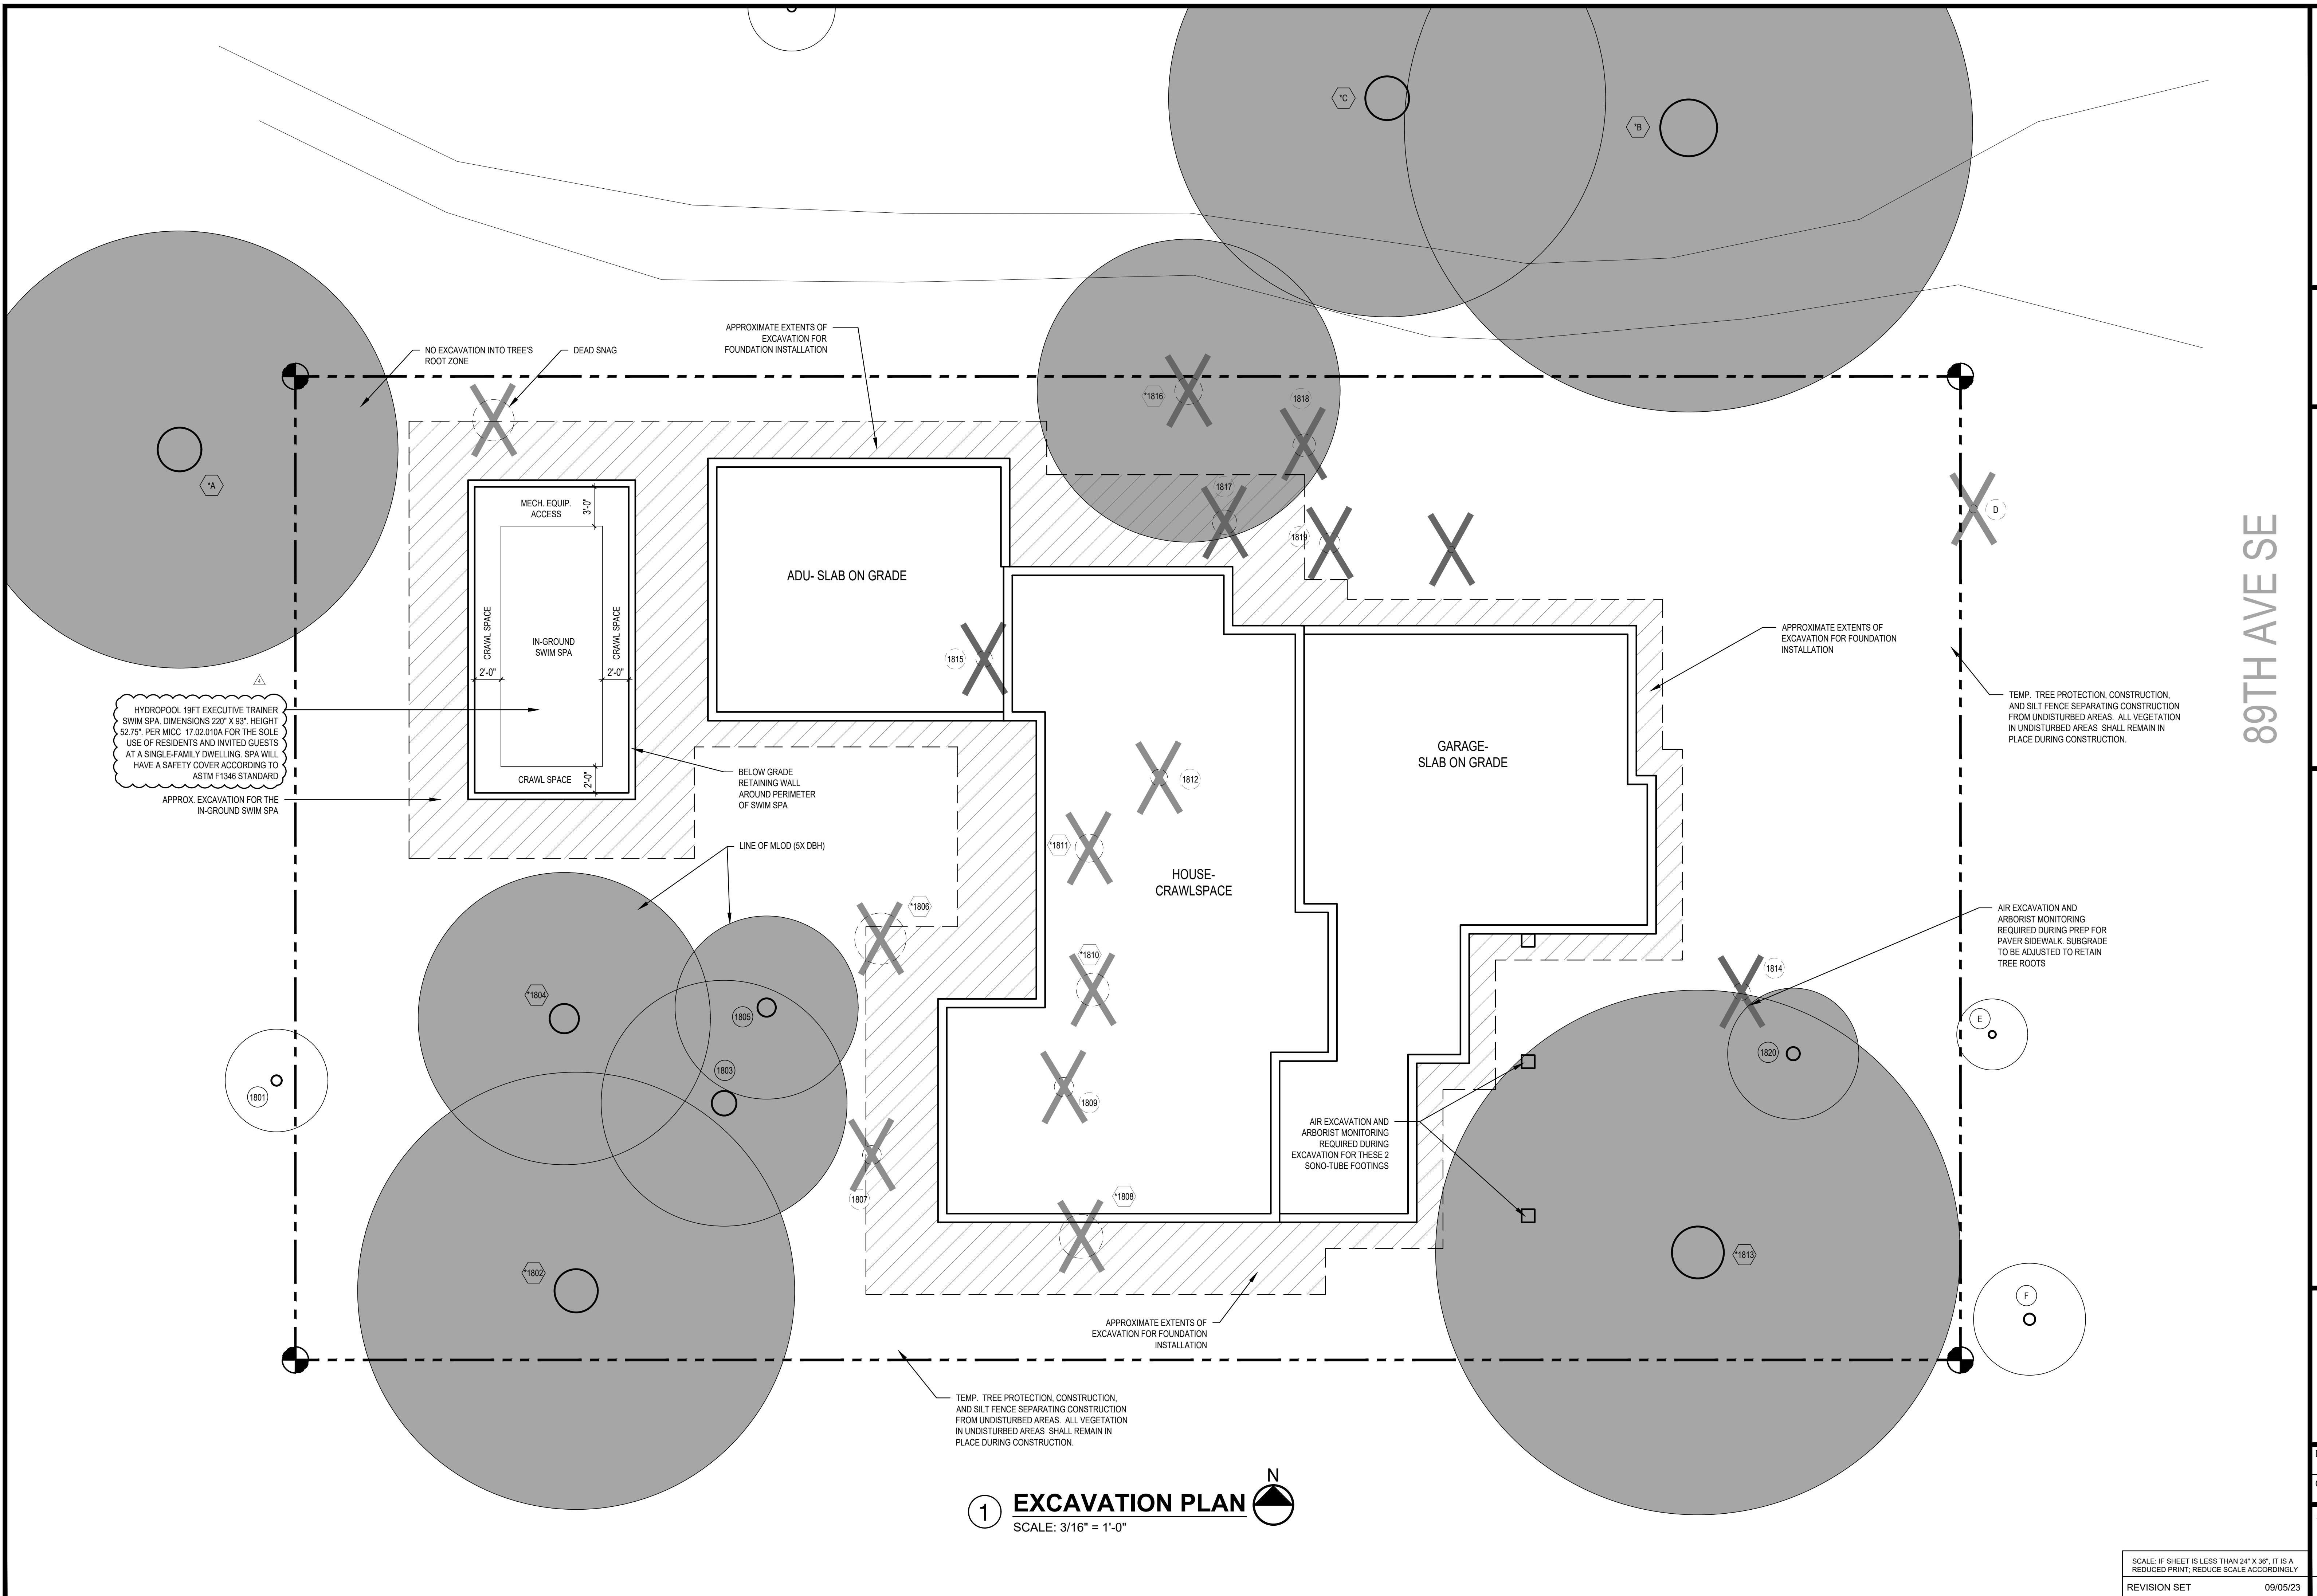 *C
*B
NO EXCAVATION INTO TREE'S
ROOT ZONE
DEAD SNAG
APPROXIMATE EXTENTS OF
EXCAVATION FOR
FOUNDATION INSTALLATION
*1816
1818
*A
MECH. EQUIP.
ACCESS
3'-0"
1817
1819
D
89TH AVE SE
ADU- SLAB ON GRADE
CRAWL SPACE
CRAWL SPACE
IN-GROUND
SWIM SPA
2'-0"
2'-0"
1815
APPROXIMATE EXTENTS OF
EXCAVATION FOR FOUNDATION
INSTALLATION
4
HYDROPOOL 19FT EXECUTIVE TRAINER
SWIM SPA. DIMENSIONS 220" X 93". HEIGHT
52.75". PER MICC 17.02.010A FOR THE SOLE
USE OF RESIDENTS AND INVITED GUESTS
AT A SINGLE-FAMILY DWELLING. SPA WILL
HAVE A SAFETY COVER ACCORDING TO
ASTM F1346 STANDARD
TEMP. TREE PROTECTION, CONSTRUCTION,
AND SILT FENCE SEPARATING CONSTRUCTION
FROM UNDISTURBED AREAS. ALL VEGETATION
IN UNDISTURBED AREAS SHALL REMAIN IN
PLACE DURING CONSTRUCTION.
CRAWL SPACE
2'-0"
BELOW GRADE
RETAINING WALL
AROUND PERIMETER
OF SWIM SPA
GARAGE-
SLAB ON GRADE
APPROX. EXCAVATION FOR THE
IN-GROUND SWIM SPA
1812
LINE OF MLOD (5X DBH)
*1811
HOUSE-
CRAWLSPACE
*1806
AIR EXCAVATION AND
ARBORIST MONITORING
REQUIRED DURING PREP FOR
PAVER SIDEWALK. SUBGRADE
TO BE ADJUSTED TO RETAIN
TREE ROOTS
*1810
1814
*1804
1805
E
1820
1803
1801
1809
AIR EXCAVATION AND
ARBORIST MONITORING
REQUIRED DURING
EXCAVATION FOR THESE 2
SONO-TUBE FOOTINGS
1807
*1808
*1813
*1802
F
APPROXIMATE EXTENTS OF
EXCAVATION FOR FOUNDATION
INSTALLATION
TEMP. TREE PROTECTION, CONSTRUCTION,
AND SILT FENCE SEPARATING CONSTRUCTION
FROM UNDISTURBED AREAS. ALL VEGETATION
IN UNDISTURBED AREAS SHALL REMAIN IN
PLACE DURING CONSTRUCTION.
N
1 EXCAVATION PLAN
SCALE: 3/16" = 1'-0"
SCALE: IF SHEET IS LESS THAN 24" X 36", IT IS A
REDUCED PRINT; REDUCE SCALE ACCORDINGLY
REVISION SET 09/05/23